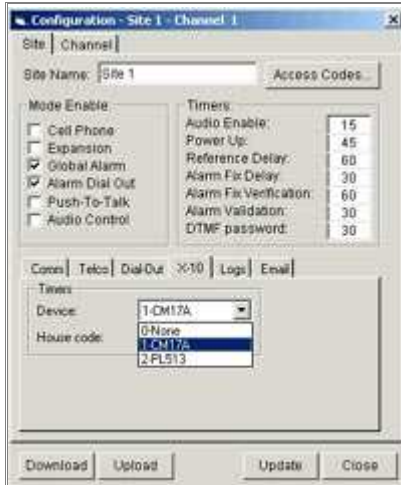 Configuration - Site 1 - Channel 1
Site Channel
Site Name: Site 1 Access Codes...
Mode Enable
Cell Phone
Expansion
Global Alarm
Alarm Dial Out
Push-To-Talk
Audio Control
Timers:
Audio Enable: 15
Power Up: 45
Reference Delay: 60
Alarm Fix Delay: 30
Alarm Fix Verification: 60
Alarm Validation: 30
DTMF password: 30
Comm Telco Dial-Out X-10 Logs Email
Timers
Device: 1-CM17A
House code:
0-None
1-CM17A
2-PL513
Download Upload Update Close